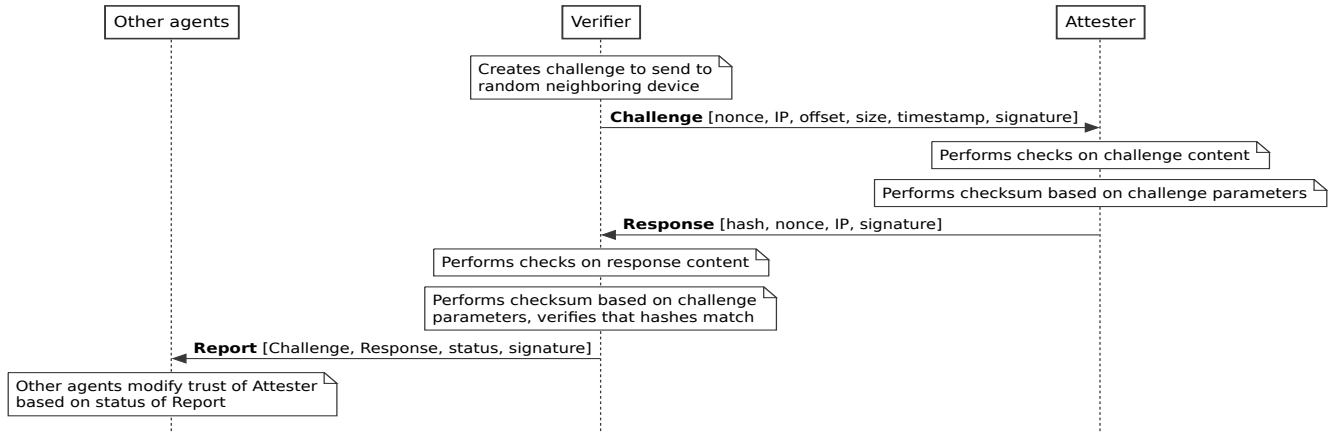 Other agents
Verifier
Attester
Creates challenge to send to
random neighboring device
Challenge [nonce, IP, offset, size, timestamp, signature]
Performs checks on challenge content
Performs checksum based on challenge parameters
Response [hash, nonce, IP, signature]
Performs checks on response content
Performs checksum based on challenge
parameters, verifies that hashes match
Report [Challenge, Response, status, signature]
Other agents modify trust of Attester
based on status of Report